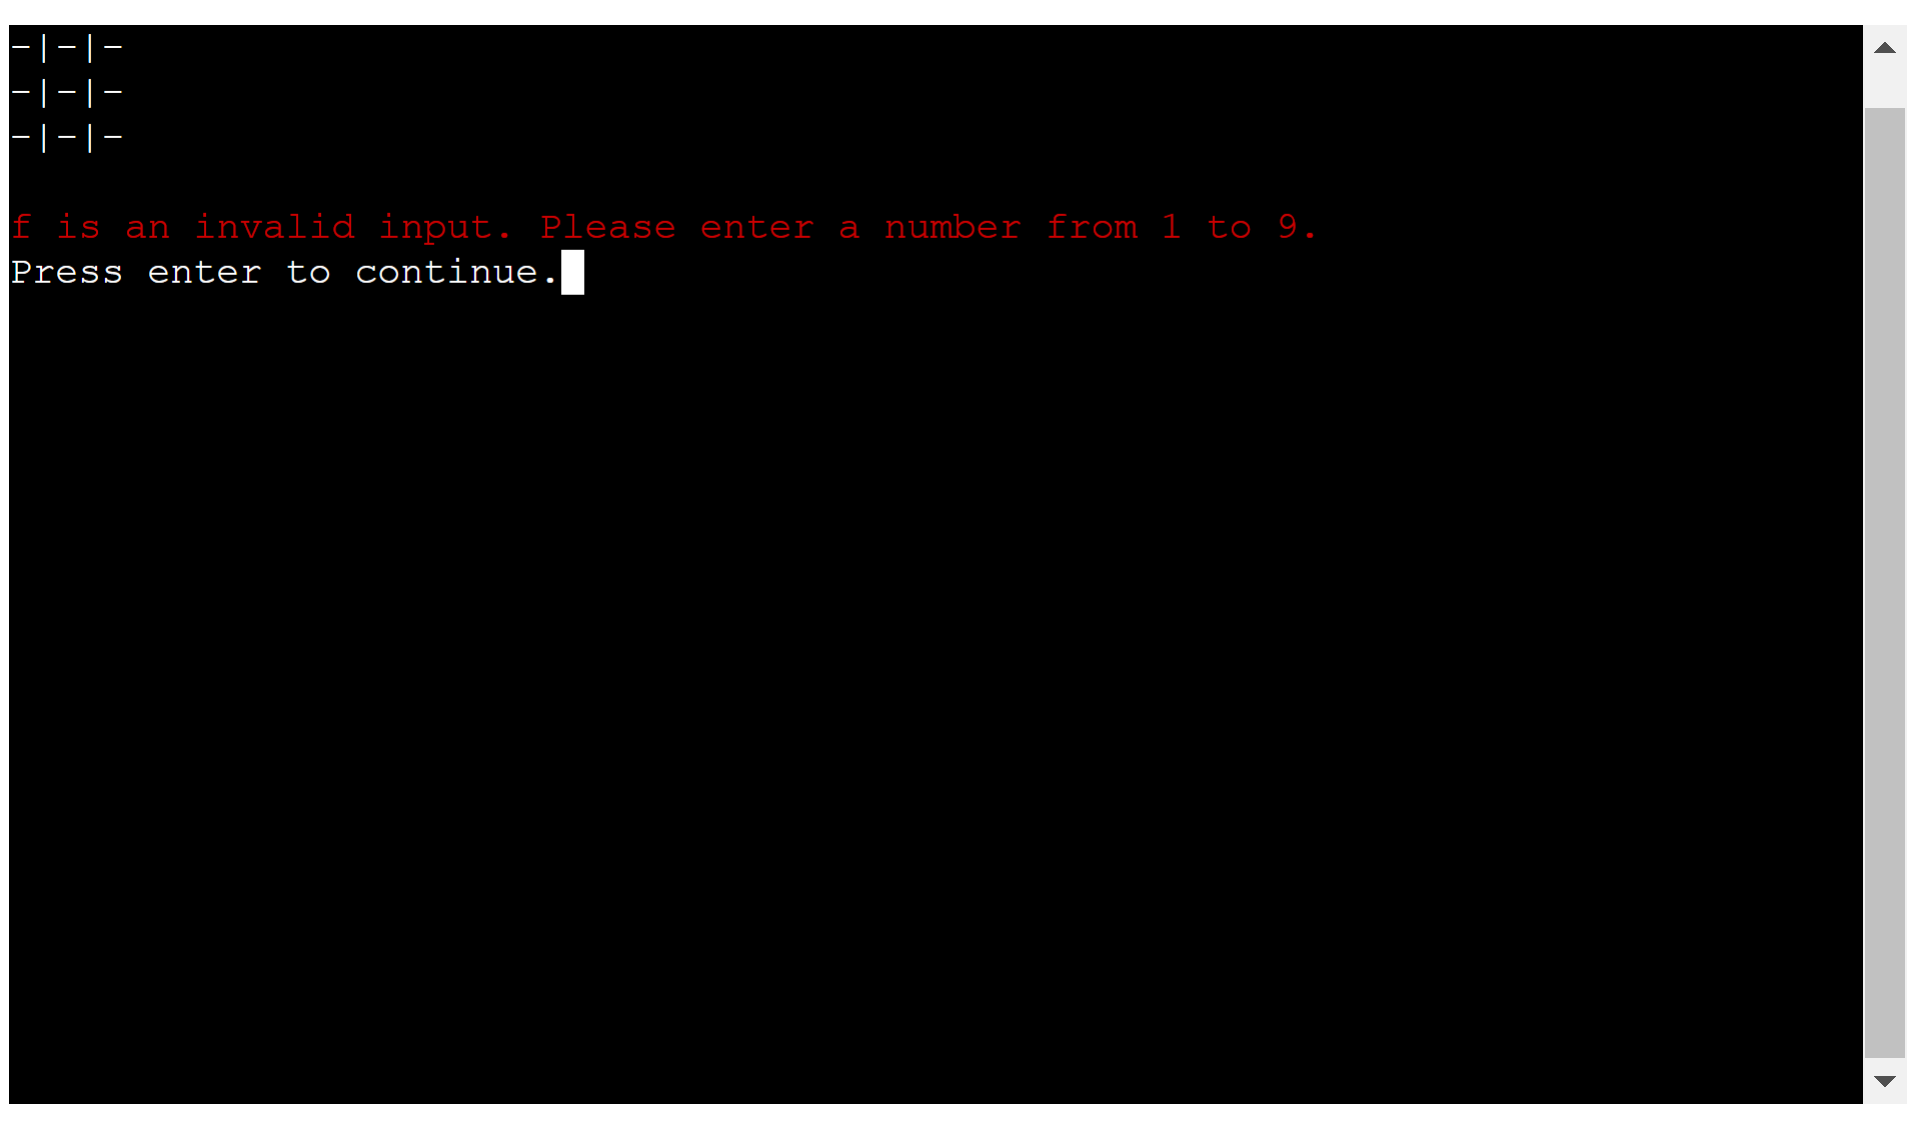 -|-|-
-|-|-
-|-|-
f is an invalid input. Please enter a number from 1 to 9.
Press enter to continue.